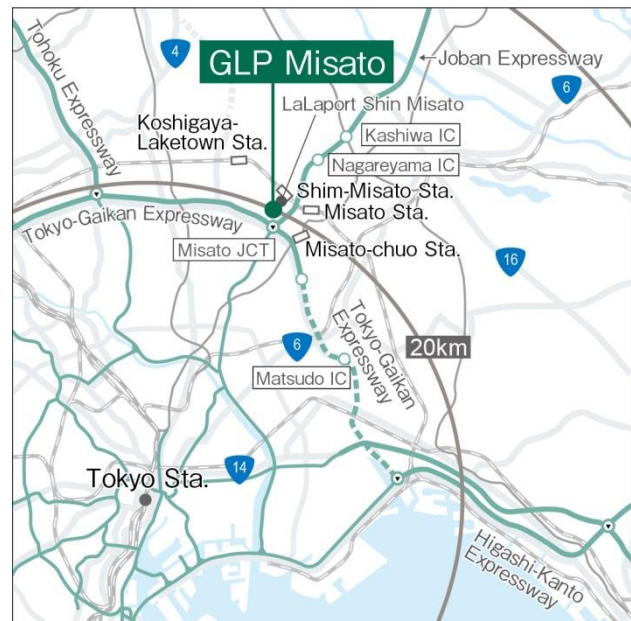 4
GLP Misato
Joban Expressway
6
Tohoku Expressway
LaLaport Shin Misato
Koshigaya-
Laketown Sta.
Kashiwa IC
Nagareyama IC
Shim-Misato Sta.
Misato Sta.
Tokyo-Gaikan Expressway
Misato JCT
Misato-chuo Sta.
16
Tokyo-Gaikan
Expressway
6
20km
Matsudo IC
14
Tokyo Sta.
Higashi-Kanto
Expressway